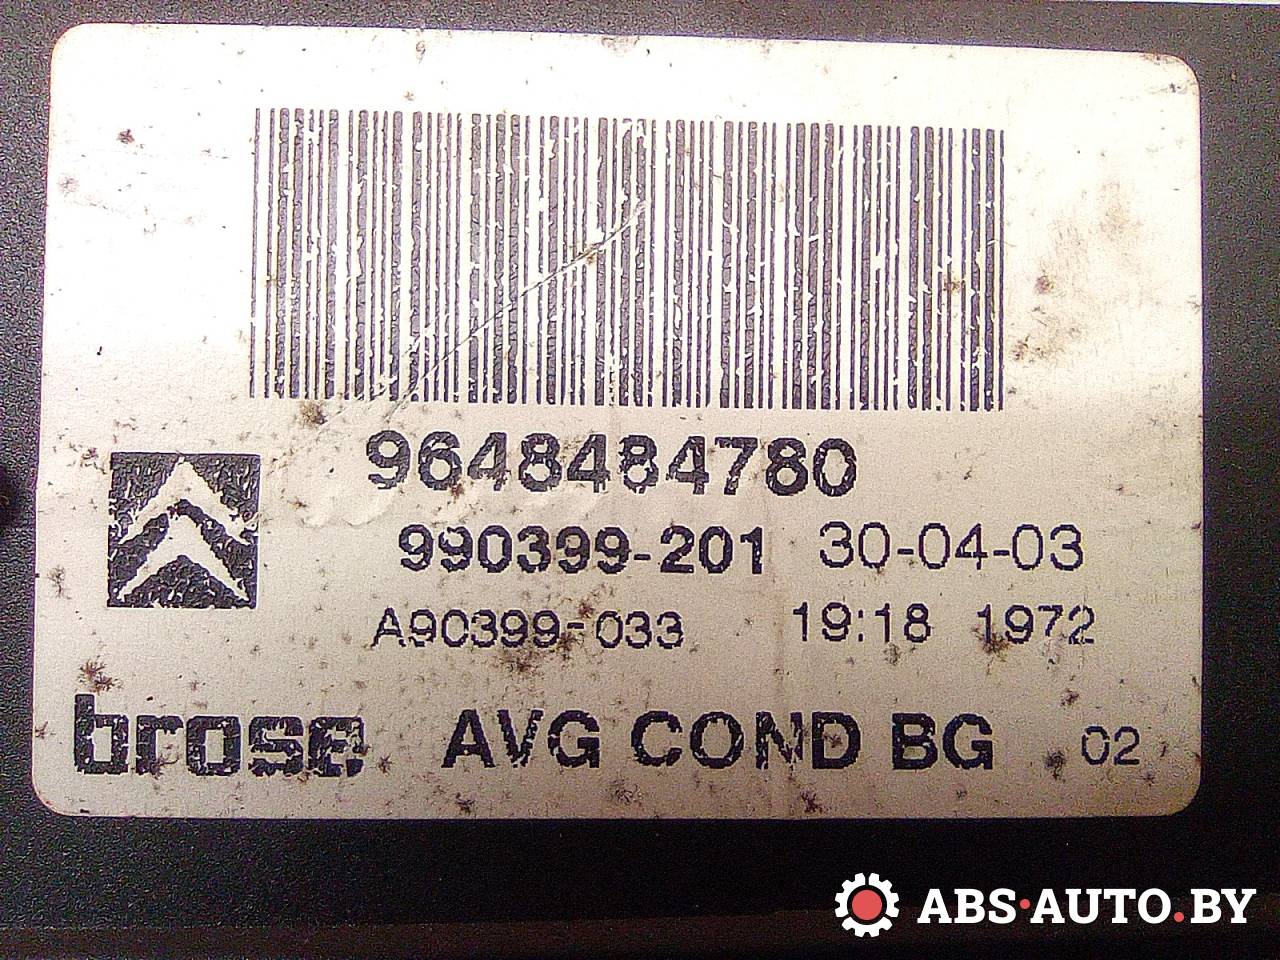 9648484780
990399-201 30-04-03
A90399-033 19:18 1972
brose AVG COND BG 02
ABS·AUTO.BY